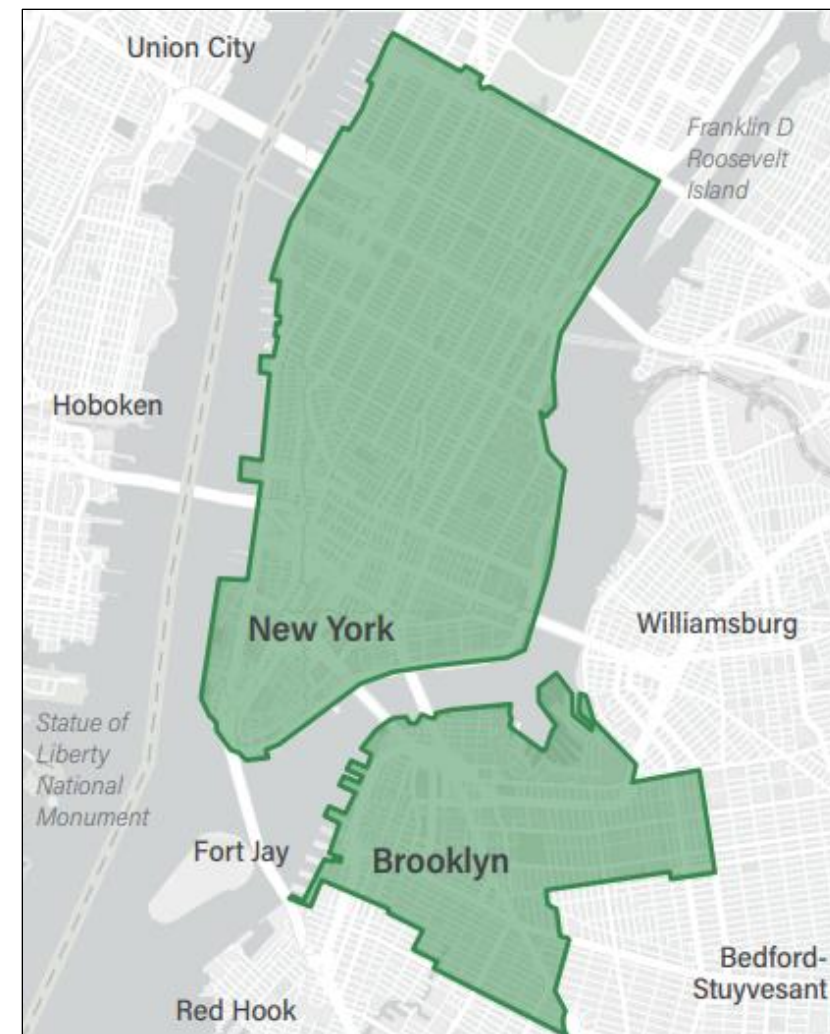 Union City
Franklin D
Roosevelt
Island
Hoboken
New York
Williamsburg
Statue of
Liberty
National
Monument
Fort Jay
Brooklyn
Bedford-
Stuyvesant
Red Hook